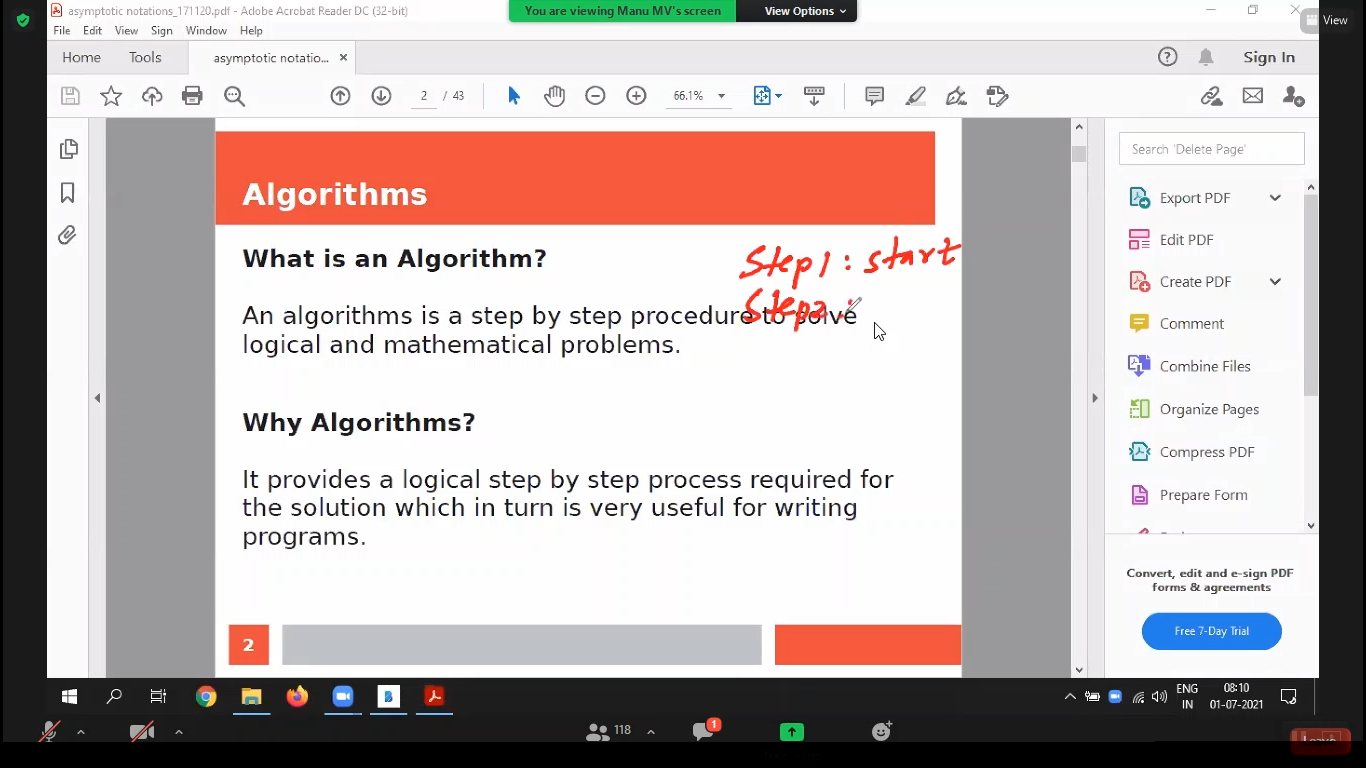 asymptotic notations_171120.pdf - Adobe Acrobat Reader DC (32-bit)
You are viewing Manu MV's screen
View Options
View
File Edit View Sign Window Help
Home Tools
asymptotic notatio... ×
Sign In
2 / 43
66.1%
Search 'Delete Page'
Algorithms
Export PDF
Edit PDF
What is an Algorithm?
Step1 : start
Create PDF
Step2 :
An algorithms is a step by step procedure to solve
logical and mathematical problems.
Comment
Combine Files
Organize Pages
Why Algorithms?
Compress PDF
It provides a logical step by step process required for
the solution which in turn is very useful for writing
programs.
Prepare Form
Convert, edit and e-sign PDF
forms & agreements
Free 7-Day Trial
2
ENG
IN
08:10
01-07-2021
118
1
Leave